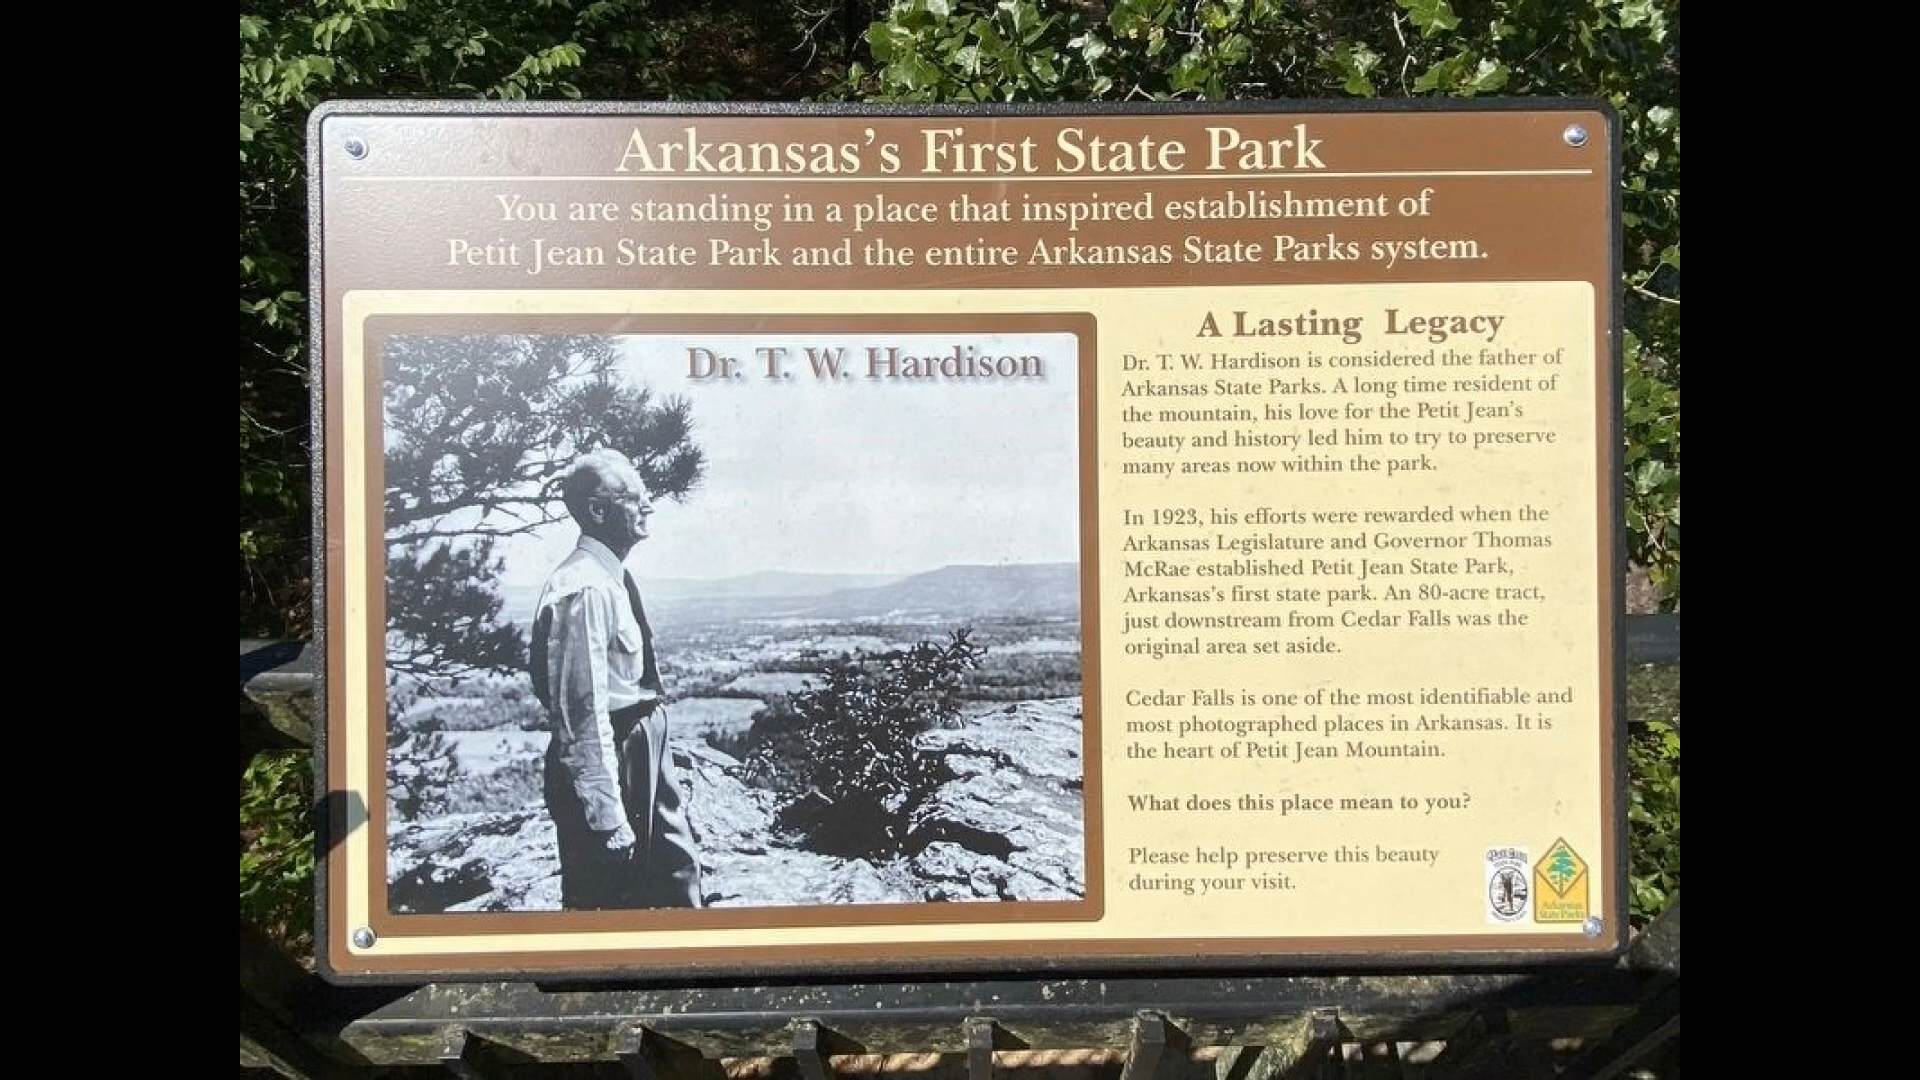 Arkansas's First State Park
You are standing in a place that inspired establishment of
Petit Jean State Park and the entire Arkansas State Parks system.
Dr. T. W. Hardison
A Lasting Legacy
Dr. T. W. Hardison is considered the father of
Arkansas State Parks. A long time resident of
the mountain, his love for the Petit Jean's
beauty and history led him to try to preserve
many areas now within the park.
In 1923, his efforts were rewarded when the
Arkansas Legislature and Governor Thomas
McRae established Petit Jean State Park,
Arkansas's first state park. An 80-acre tract,
just downstream from Cedar Falls was the
original area set aside.
Cedar Falls is one of the most identifiable and
most photographed places in Arkansas. It is
the heart of Petit Jean Mountain.
What does this place mean to you?
Please help preserve this beauty
during your visit.
Petit Jean
Arkansas
State Parks